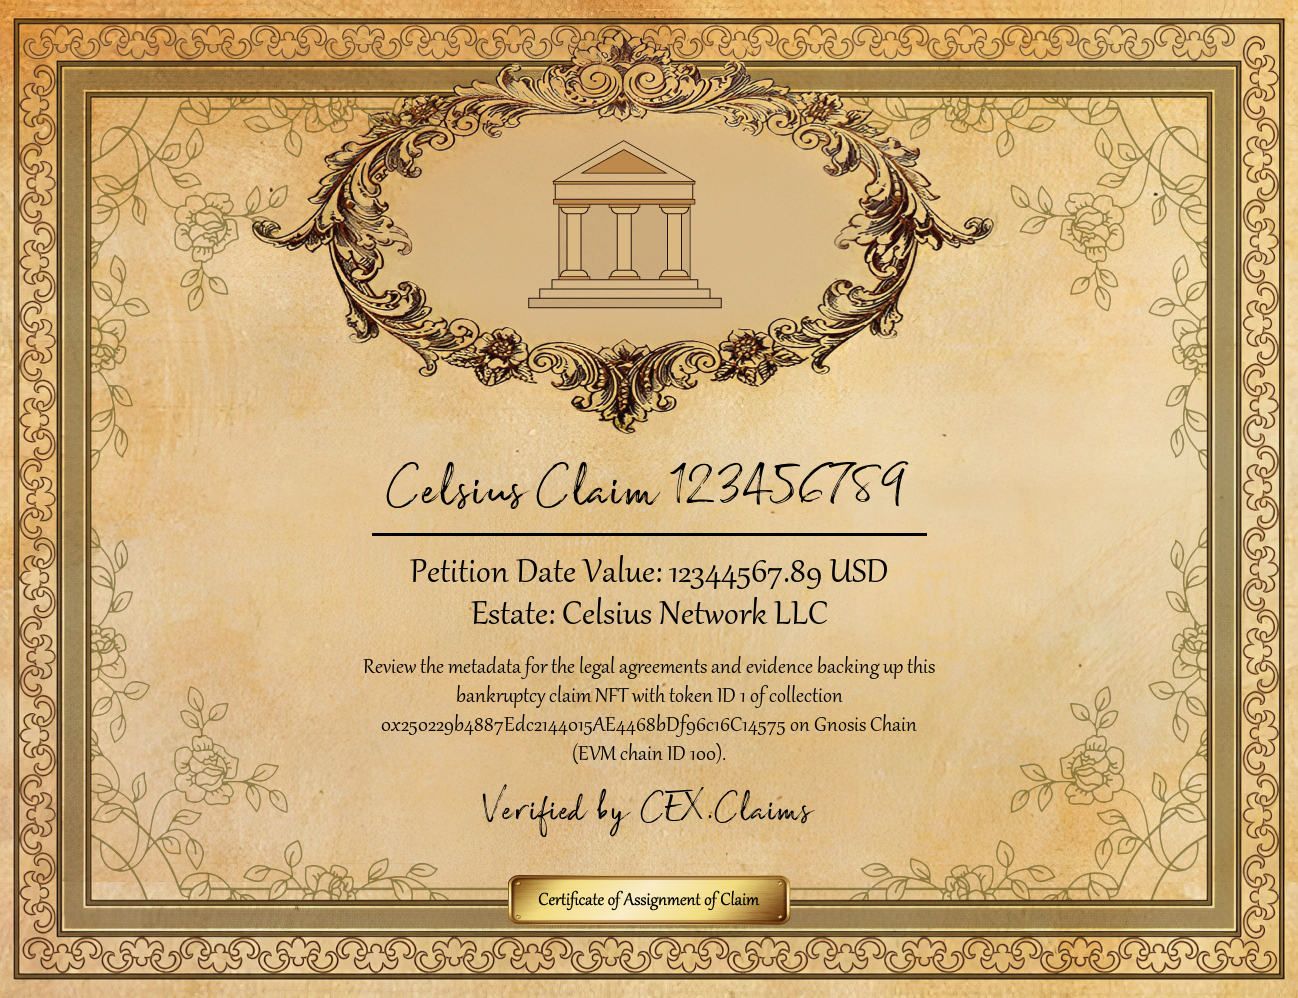 Celsius Claim 123456789
Petition Date Value: 12344567.89 USD
Estate: Celsius Network LLC
Review the metadata for the legal agreements and evidence backing up this
bankruptcy claim NFT with token ID 1 of collection
0x250229b4887Edc2144015AE4468bDf96c16C14575 on Gnosis Chain
(EVM chain ID 100).
Verified by CEX.Claims
Certificate of Assignment of Claim